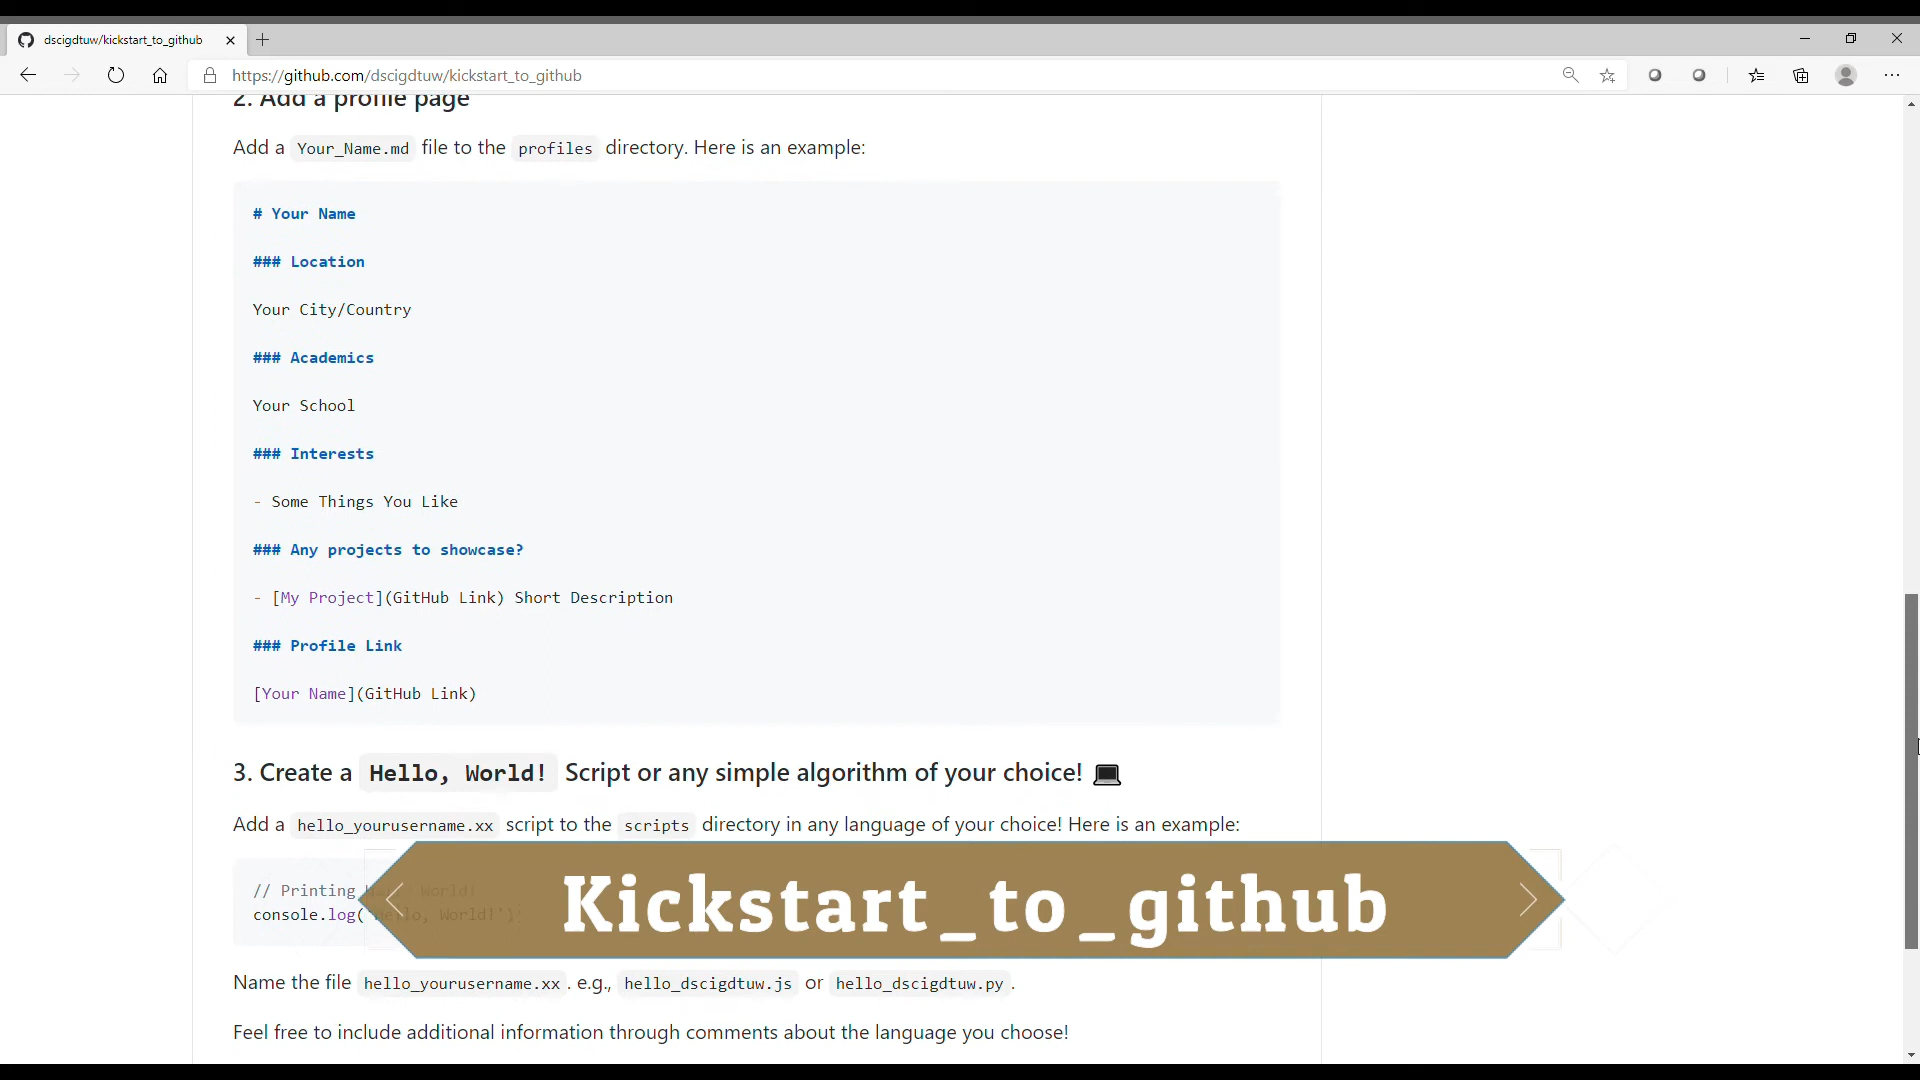 dscigdtuw/kickstart_to_github
https://github.com/dscigdtuw/kickstart_to_github
2. Add a profile page
Add a Your_Name.md file to the profiles directory. Here is an example:
# Your Name
### Location
Your City/Country
### Academics
Your School
### Interests
- Some Things You Like
### Any projects to showcase?
- [My Project](GitHub Link) Short Description
### Profile Link
[Your Name](GitHub Link)
3. Create a Hello, World! Script or any simple algorithm of your choice! 💻
Add a hello_yourusername.xx script to the scripts directory in any language of your choice! Here is an example:
// Printing Hello World!
console.log('Hello, World!')
Kickstart_to_github
Name the file hello_yourusername.xx. e.g., hello_dscigdtuw.js or hello_dscigdtuw.py.
Feel free to include additional information through comments about the language you choose!